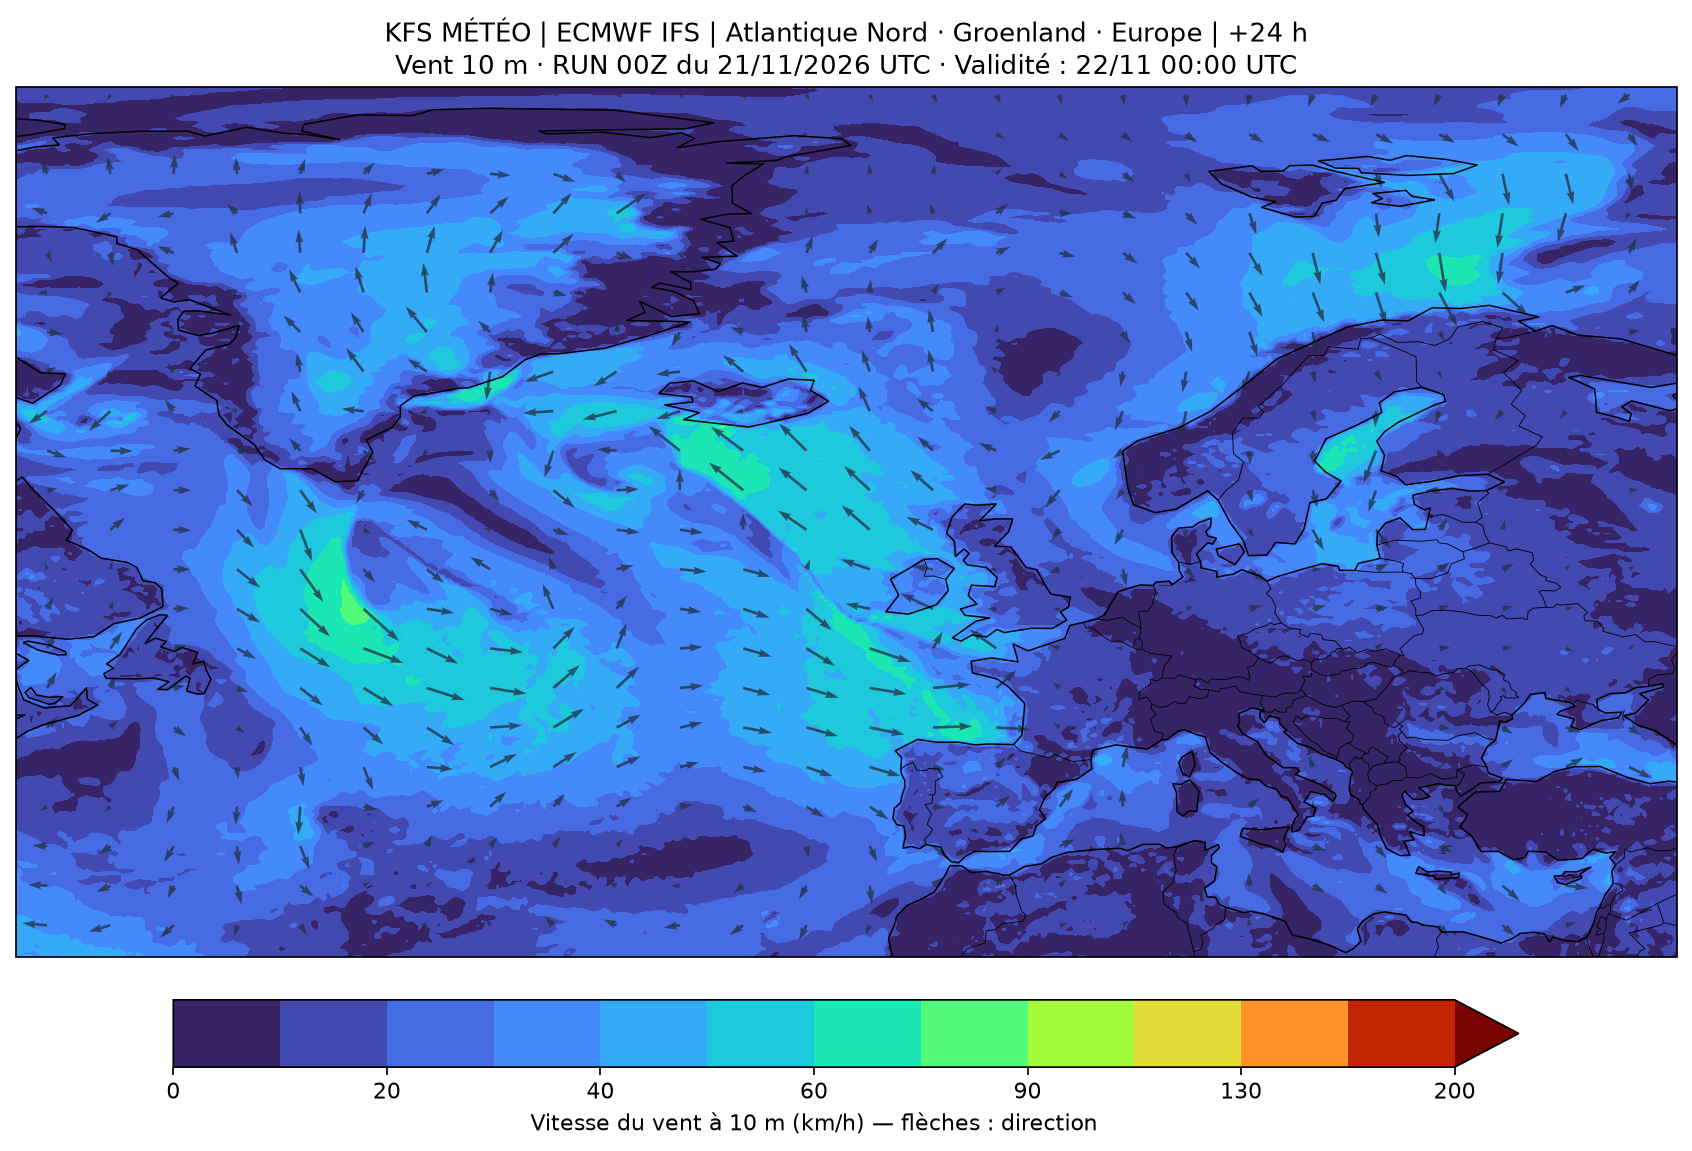 KFS MÉTÉO | ECMWF IFS | Atlantique Nord · Groenland · Europe | +24 h
Vent 10 m · RUN 00Z du 21/11/2026 UTC · Validité : 22/11 00:00 UTC
0 20 40 60 90 130 200
Vitesse du vent à 10 m (km/h) — flèches : direction